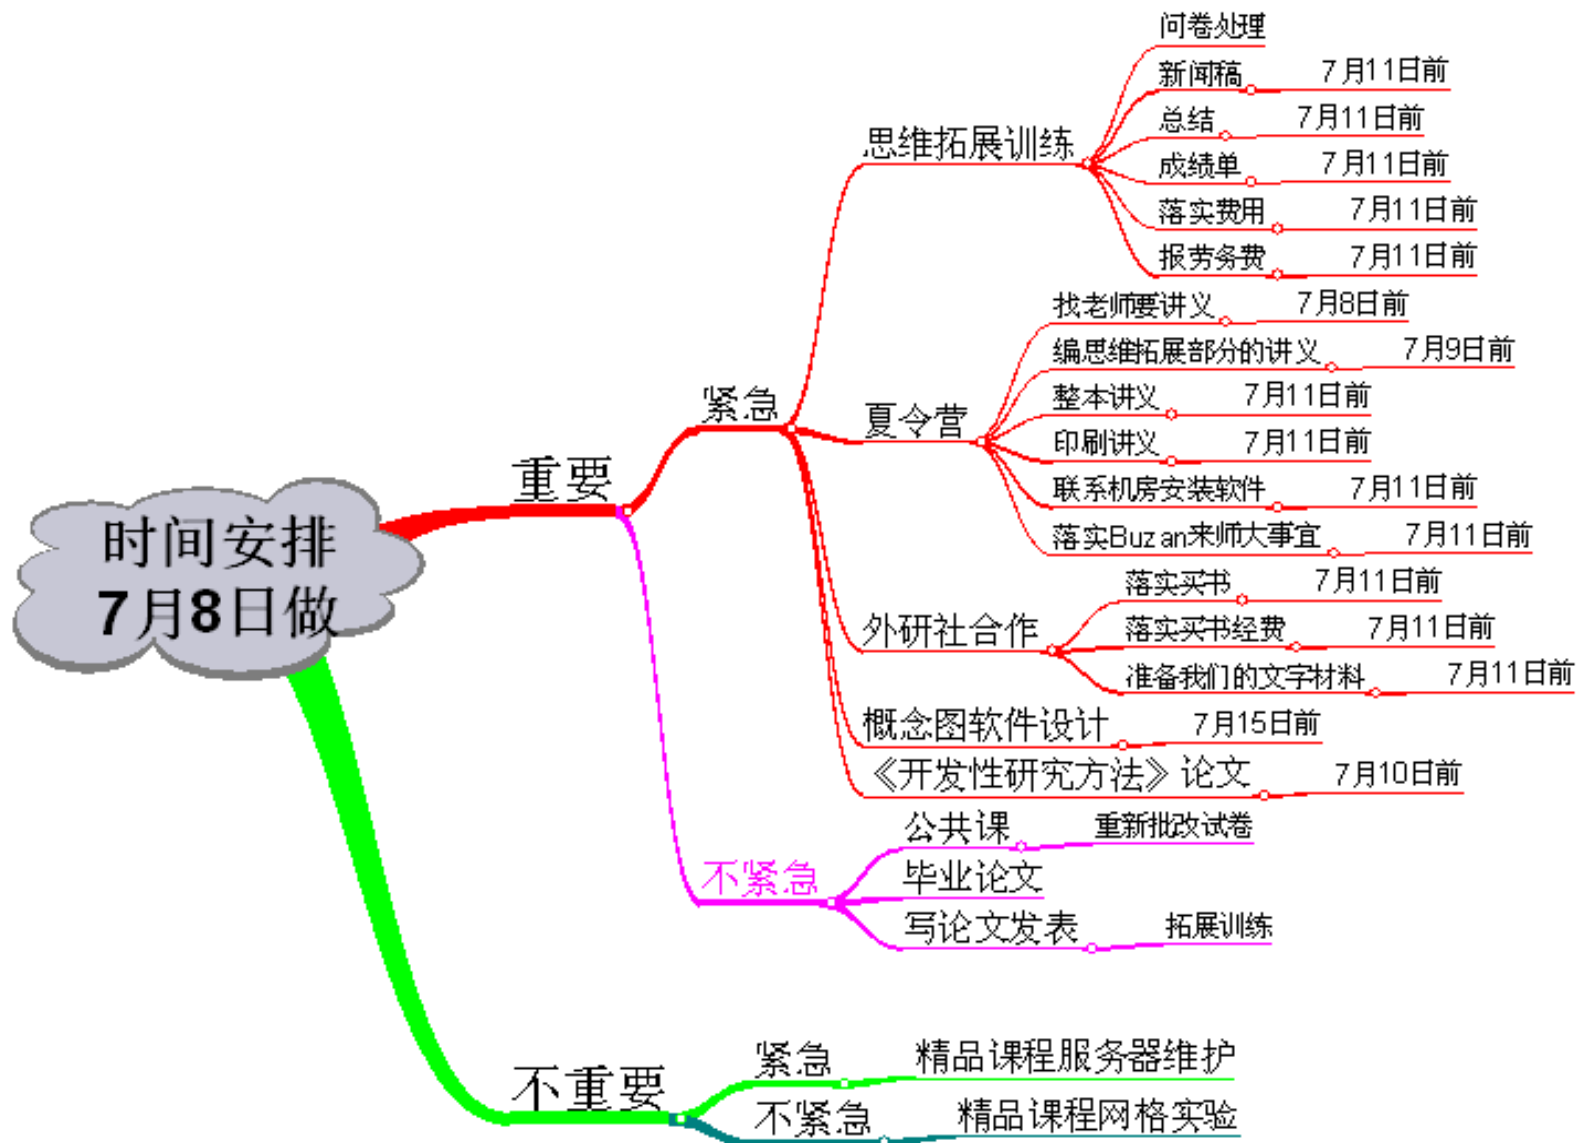 时间安排
7月8日做
重要
紧急
思维拓展训练
问卷处理
新闻稿 7月11日前
总结 7月11日前
成绩单 7月11日前
落实费用 7月11日前
报劳务费 7月11日前
夏令营
找老师要讲义 7月8日前
编思维拓展部分的讲义 7月9日前
整本讲义 7月11日前
印刷讲义 7月11日前
联系机房安装软件 7月11日前
落实Buzan来师大事宜 7月11日前
外研社合作
落实买书 7月11日前
落实买书经费 7月11日前
准备我们的文字材料 7月11日前
概念图软件设计 7月15日前
《开发性研究方法》论文 7月10日前
不紧急
公共课 重新批改试卷
毕业论文
写论文发表 拓展训练
不重要
紧急 精品课程服务器维护
不紧急 精品课程网格实验